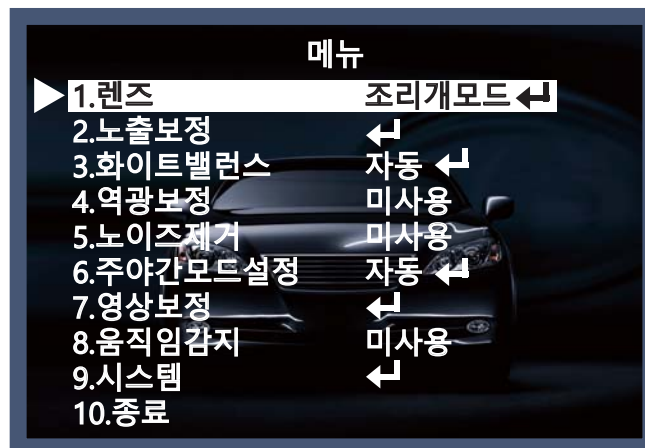 메뉴
1.렌즈 조리개모드 ↵
2.노출보정 ↵
3.화이트밸런스 자동 ↵
4.역광보정 미사용
5.노이즈제거 미사용
6.주야간모드설정 자동 ↵
7.영상보정 ↵
8.움직임감지 미사용
9.시스템 ↵
10.종료